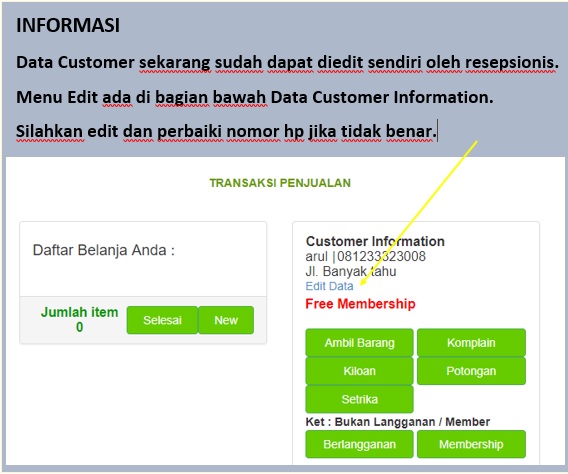 INFORMASI
Data Customer sekarang sudah dapat diedit sendiri oleh resepsionis.
Menu Edit ada di bagian bawah Data Customer Information.
Silahkan edit dan perbaiki nomor hp jika tidak benar.
TRANSAKSI PENJUALAN
Daftar Belanja Anda :
Jumlah item
0
Selesai
New
Customer Information
arul | 081233323008
Jl. Banyak tahu
Edit Data
Free Membership
Ambil Barang
Komplain
Kiloan
Potongan
Setrika
Ket : Bukan Langganan / Member
Berlangganan
Membership